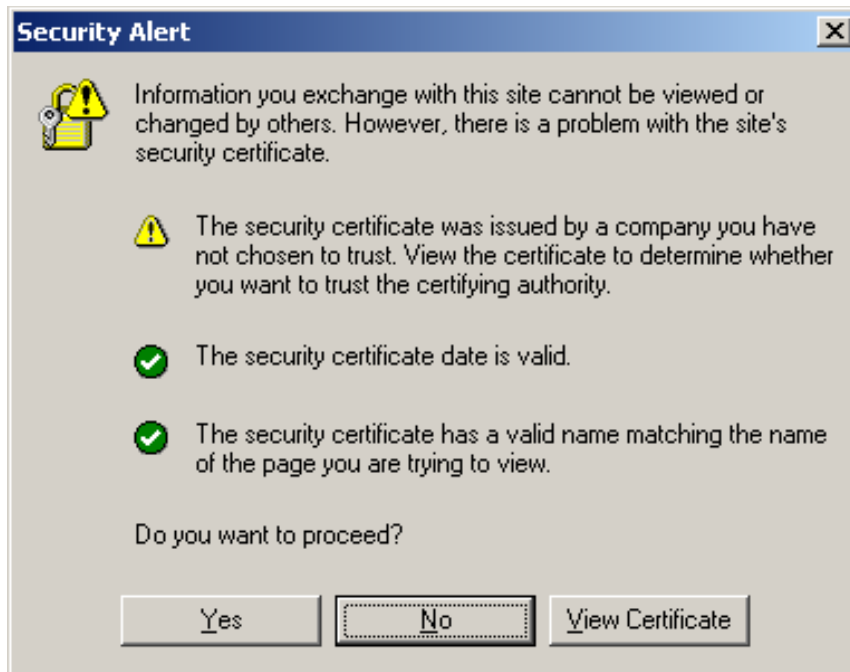 Security Alert
Information you exchange with this site cannot be viewed or
changed by others. However, there is a problem with the site's
security certificate.
The security certificate was issued by a company you have
not chosen to trust. View the certificate to determine whether
you want to trust the certifying authority.
The security certificate date is valid.
The security certificate has a valid name matching the name
of the page you are trying to view.
Do you want to proceed?
Yes No View Certificate